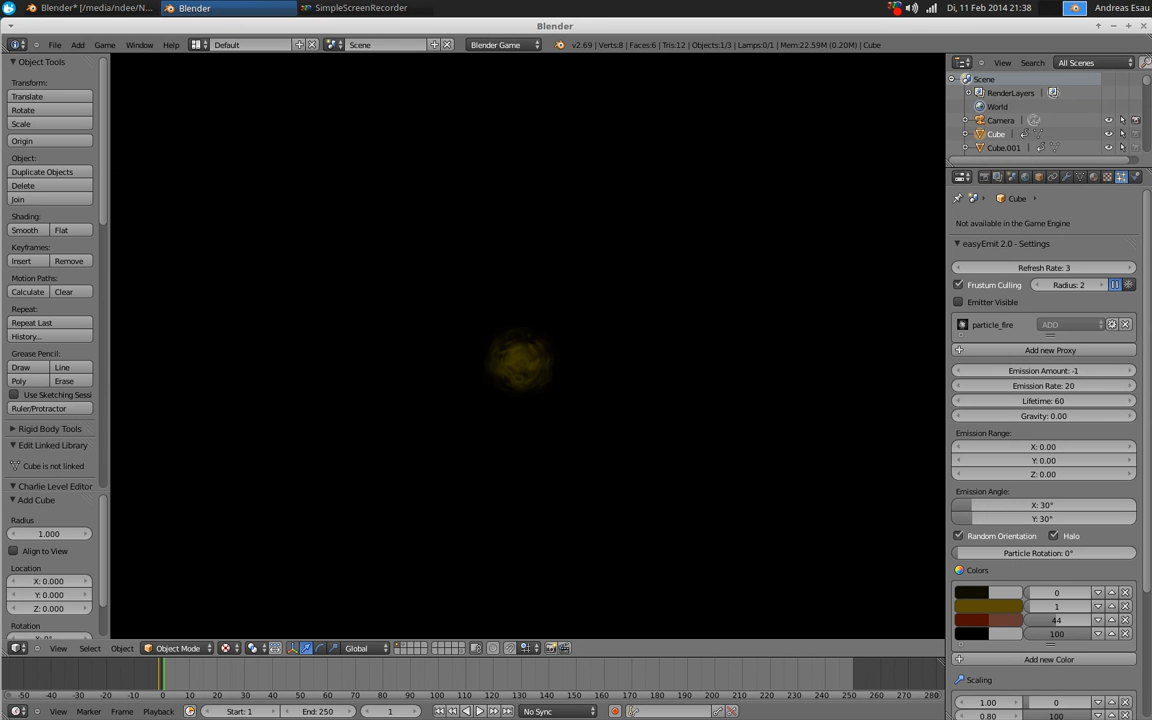 Blender* [/media/ndee/N... Blender SimpleScreenRecorder Di, 11 Feb 2014 21:38 Andreas Esau
Blender
File Add Game Window Help Default Scene Blender Game v2.69 | Verts:8 | Faces:6 | Tris:12 | Objects:1/3 | Lamps:0/1 | Mem:22.59M (0.20M) | Cube
Object Tools
Transform:
Translate
Rotate
Scale
Origin
Object:
Duplicate Objects
Delete
Join
Shading:
Smooth Flat
Keyframes:
Insert Remove
Motion Paths:
Calculate Clear
Repeat:
Repeat Last
History...
Grease Pencil:
Draw Line
Poly Erase
Use Sketching Sessi
Ruler/Protractor
Rigid Body Tools
Edit Linked Library
Cube is not linked
Charlie Level Editor
Add Cube
Radius
1.000
Align to View
Location
X: 0.000
Y: 0.000
Z: 0.000
Rotation
X: 0°
View Search All Scenes
Scene
RenderLayers
World
Camera
Cube
Cube.001
Cube
Not available in the Game Engine
easyEmit 2.0 - Settings
Refresh Rate: 3
Frustum Culling Radius: 2
Emitter Visible
particle_fire ADD
Add new Proxy
Emission Amount: -1
Emission Rate: 20
Lifetime: 60
Gravity: 0.00
Emission Range:
X: 0.00
Y: 0.00
Z: 0.00
Emission Angle:
X: 30°
Y: 30°
Random Orientation Halo
Particle Rotation: 0°
Colors
0
1
44
100
Add new Color
Scaling
1.00 0
0.80 100
View Select Object Object Mode Global
-50 -40 -30 -20 -10 0 10 20 30 40 50 60 70 80 90 100 110 120 130 140 150 160 170 180 190 200 210 220 230 240 250 260 270 280
View Marker Frame Playback Start: 1 End: 250 1 No Sync